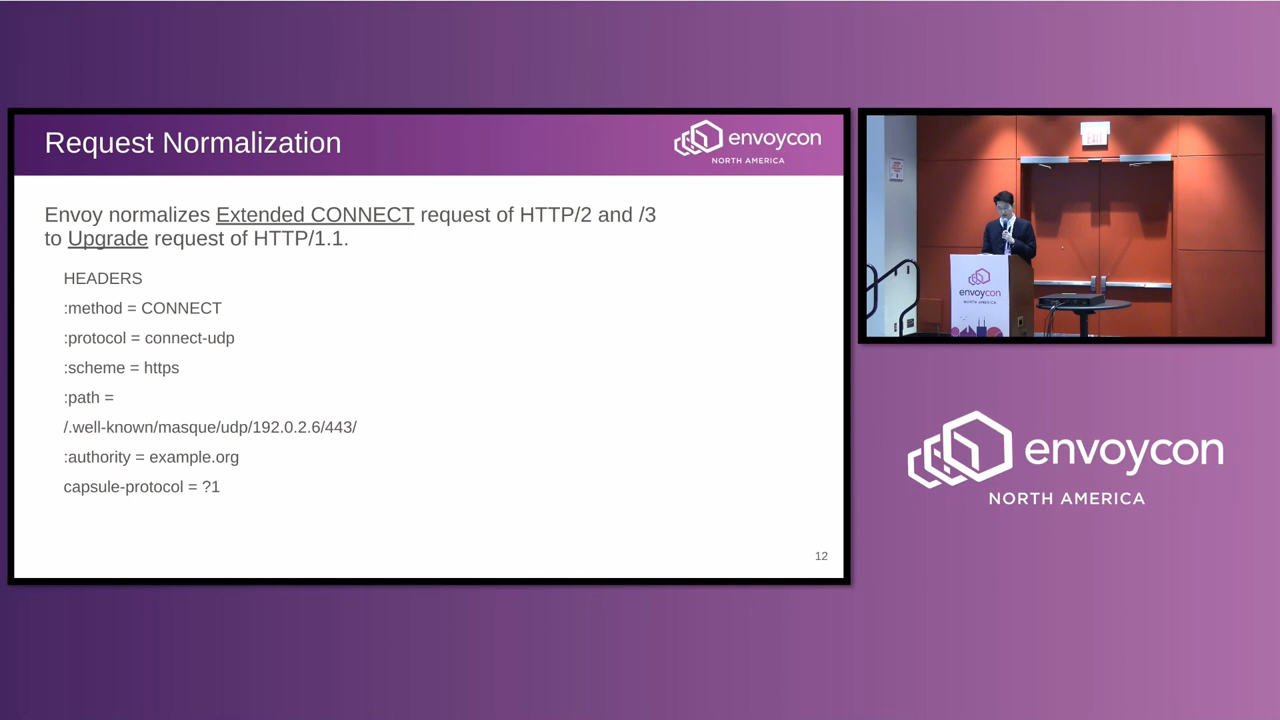 Request Normalization
envoycon
NORTH AMERICA
Envoy normalizes Extended CONNECT request of HTTP/2 and /3
to Upgrade request of HTTP/1.1.
HEADERS
:method = CONNECT
:protocol = connect-udp
:scheme = https
:path =
/.well-known/masque/udp/192.0.2.6/443/
:authority = example.org
capsule-protocol = ?1
12
EXIT
envoycon
NORTH AMERICA
envoycon
NORTH AMERICA